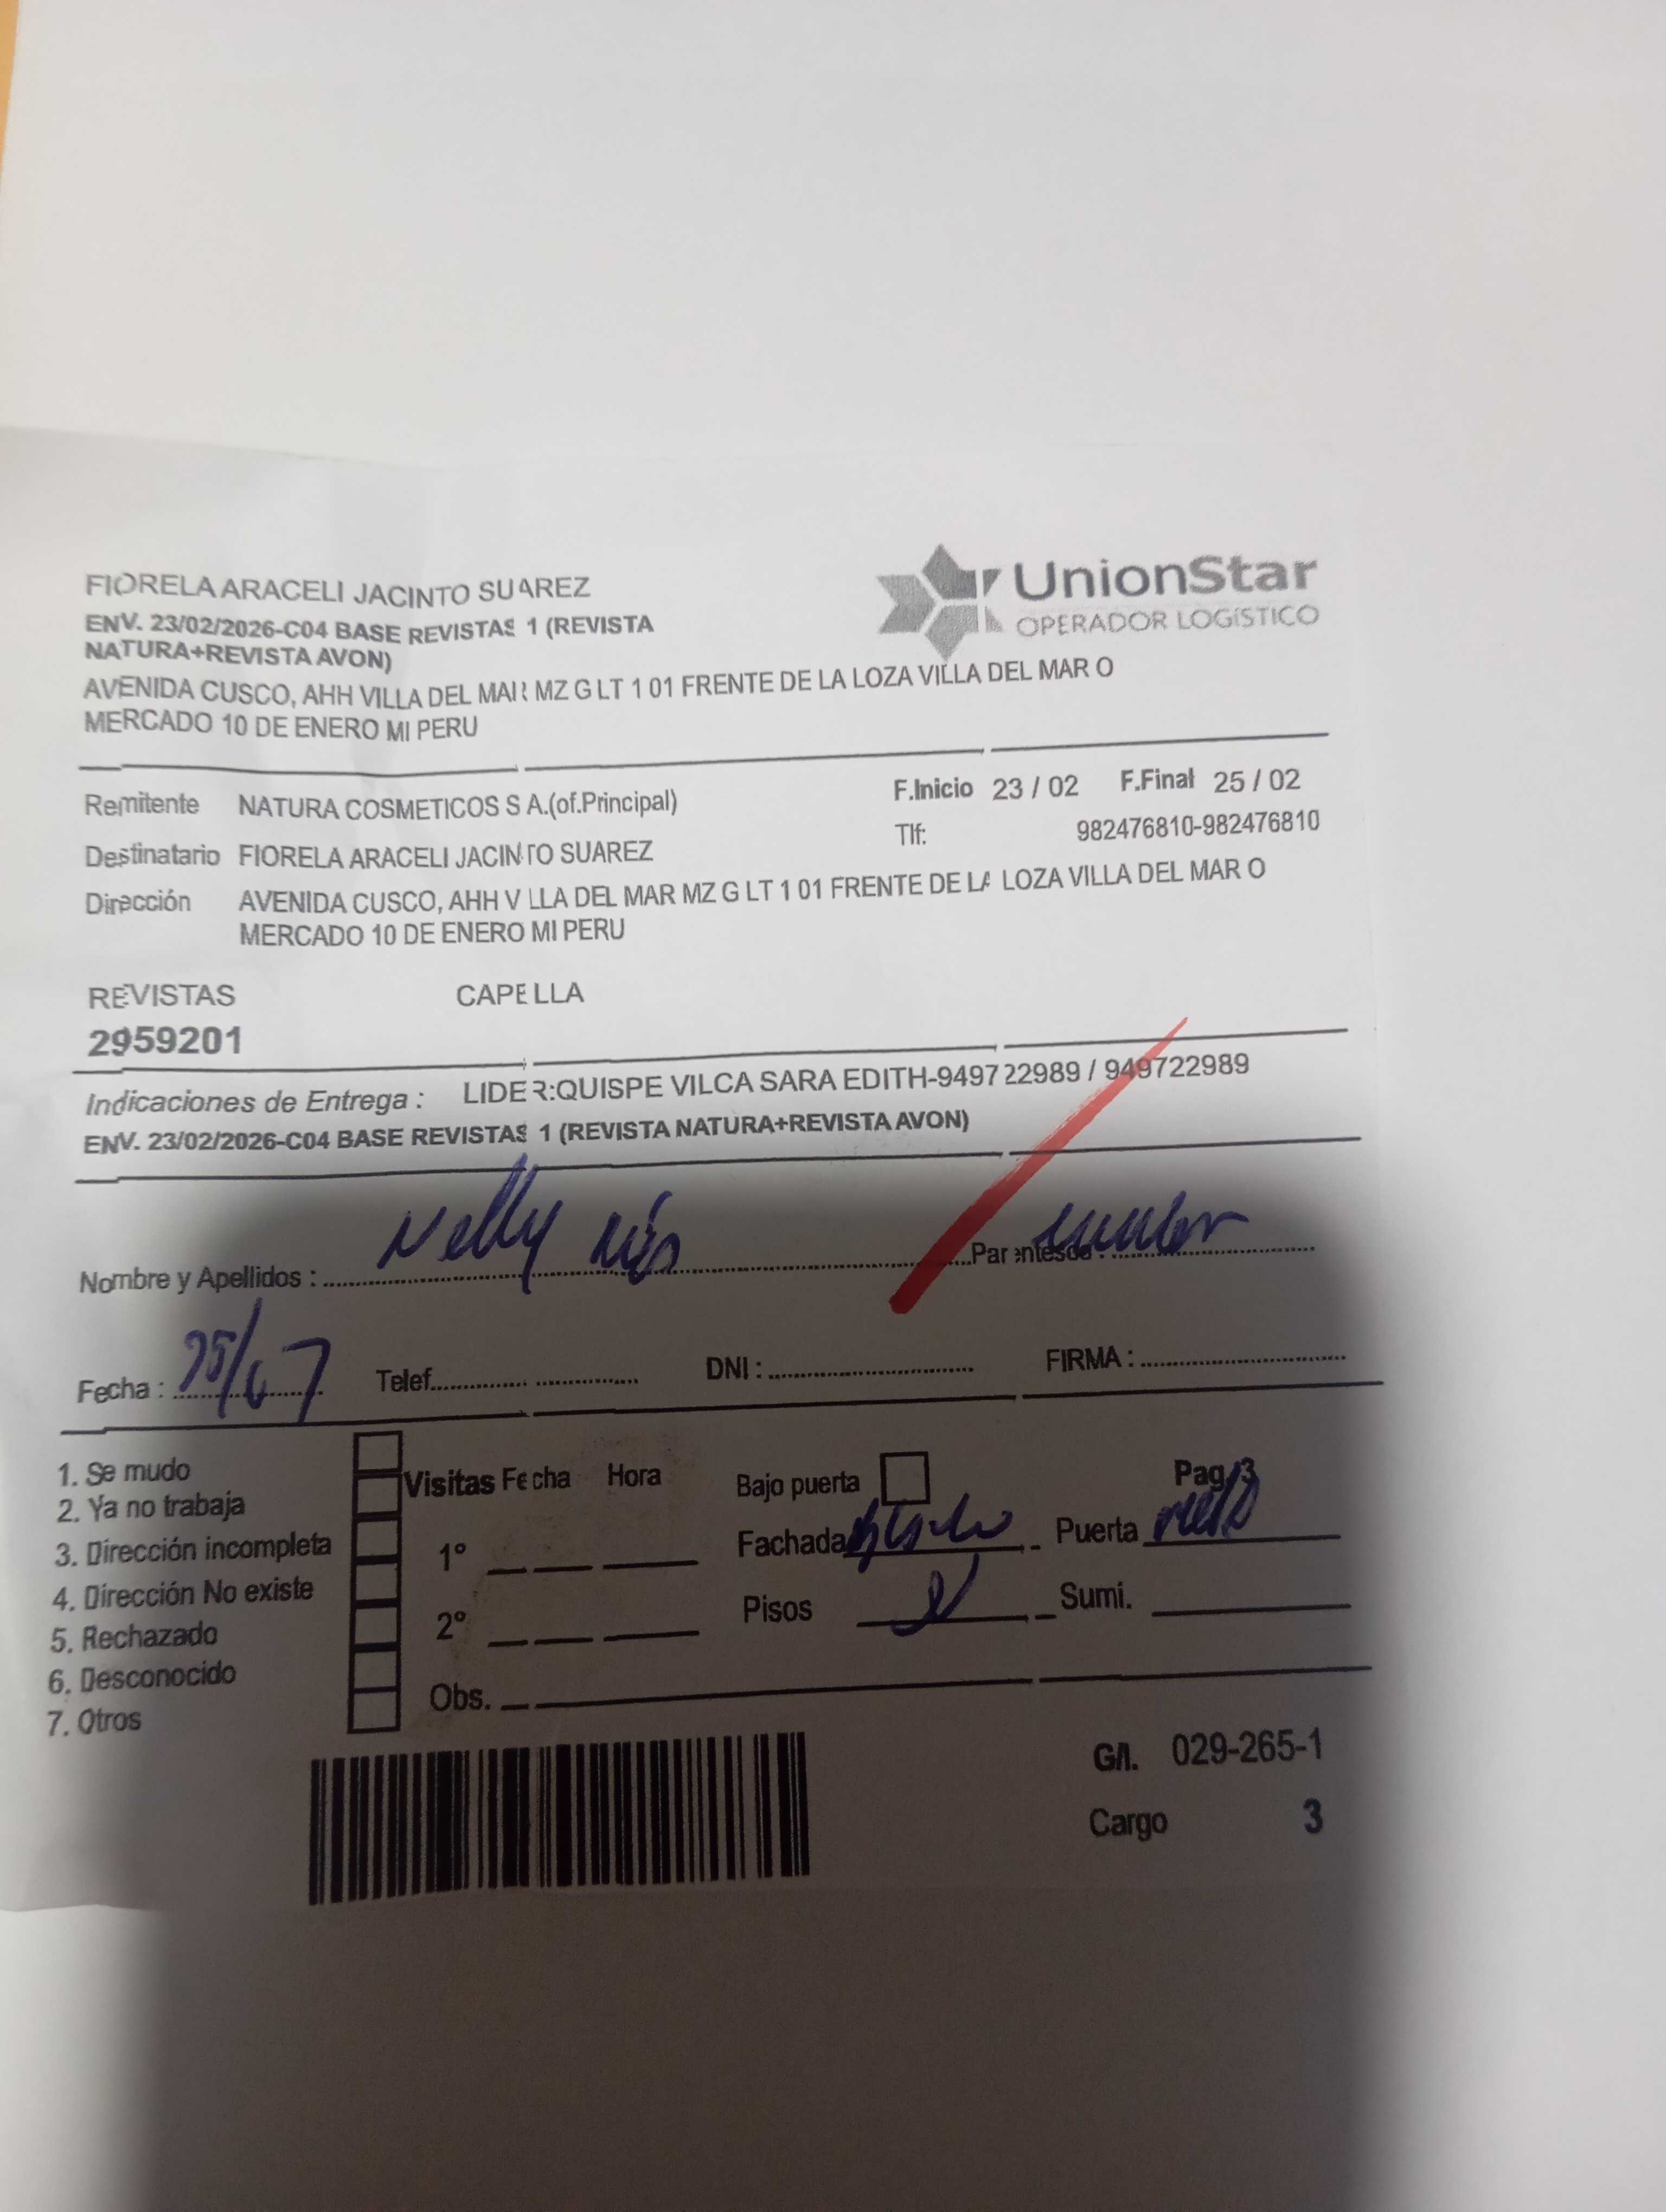 FIORELA ARACELI JACINTO SUAREZ
UnionStar
OPERADOR LOGÍSTICO
ENV. 23/02/2026-C04 BASE REVISTAS 1 (REVISTA
NATURA+REVISTA AVON)
AVENIDA CUSCO, AHH VILLA DEL MAR MZ G LT 1 01 FRENTE DE LA LOZA VILLA DEL MAR O
MERCADO 10 DE ENERO MI PERU
Remitente NATURA COSMETICOS S A.(of.Principal) F.Inicio 23 / 02 F.Final 25 / 02
Tlf: 982476810-982476810
Destinatario FIORELA ARACELI JACINTO SUAREZ
Dirección AVENIDA CUSCO, AHH V LLA DEL MAR MZ G LT 1 01 FRENTE DE LA LOZA VILLA DEL MAR O
MERCADO 10 DE ENERO MI PERU
REVISTAS CAPELLA
2959201
Indicaciones de Entrega : LIDER:QUISPE VILCA SARA EDITH-949722989 / 949722989
ENV. 23/02/2026-C04 BASE REVISTAS 1 (REVISTA NATURA+REVISTA AVON)
Nombre y Apellidos : Nelly Parentesco :
Fecha : Telef. DNI : FIRMA :
1. Se mudo
2. Ya no trabaja
3. Dirección incompleta
4. Dirección No existe
5. Rechazado
6. Desconocido
7. Otros
Visitas Fecha Hora
1°
2°
Obs.
Bajo puerta Pag/3
Fachada Puerta
Pisos Sumi.
G/I. 029-265-1
Cargo 3